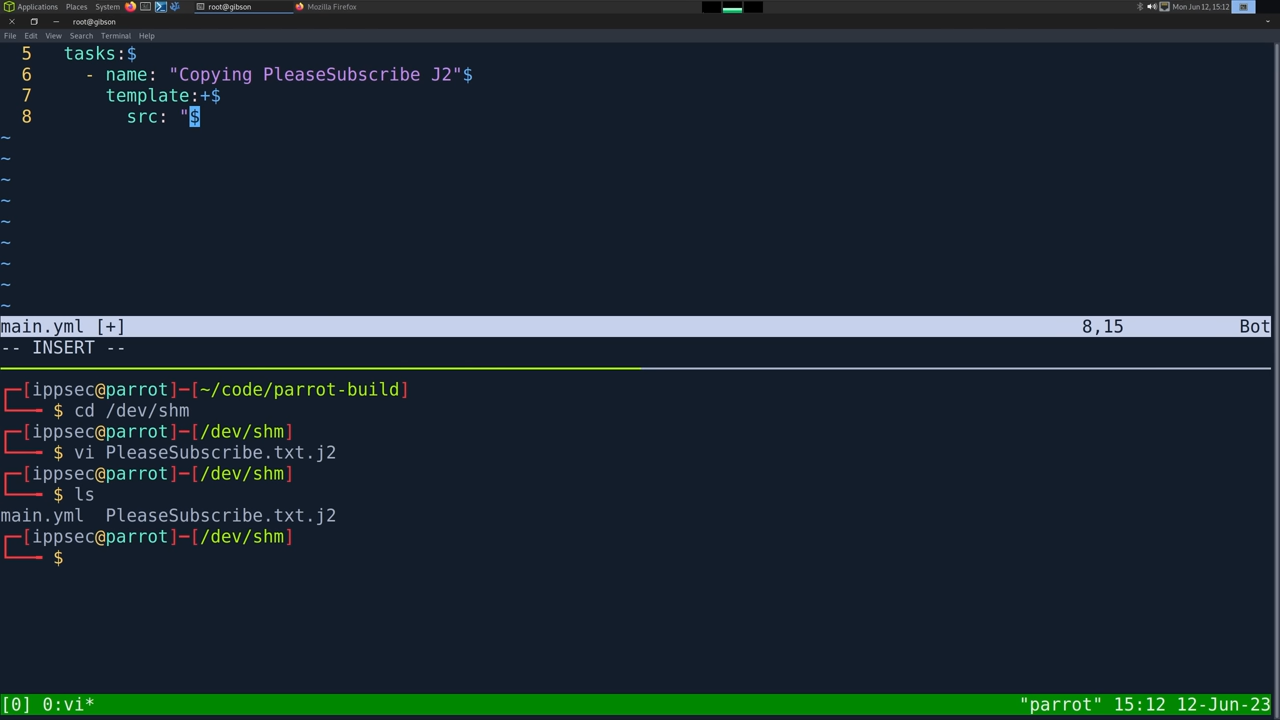 Applications Places System root@gibson Mozilla Firefox Mon Jun 12, 15:12
root@gibson
File Edit View Search Terminal Help
5 tasks:$
6 - name: "Copying PleaseSubscribe J2"$
7 template:+$
8 src: "$
~
~
~
~
~
~
~
~
~
main.yml [+] 8,15 Bot
-- INSERT --
[ippsec@parrot]─[~/code/parrot-build]
$ cd /dev/shm
[ippsec@parrot]─[/dev/shm]
$ vi PleaseSubscribe.txt.j2
[ippsec@parrot]─[/dev/shm]
$ ls
main.yml PleaseSubscribe.txt.j2
[ippsec@parrot]─[/dev/shm]
$
[0] 0:vi* "parrot" 15:12 12-Jun-23